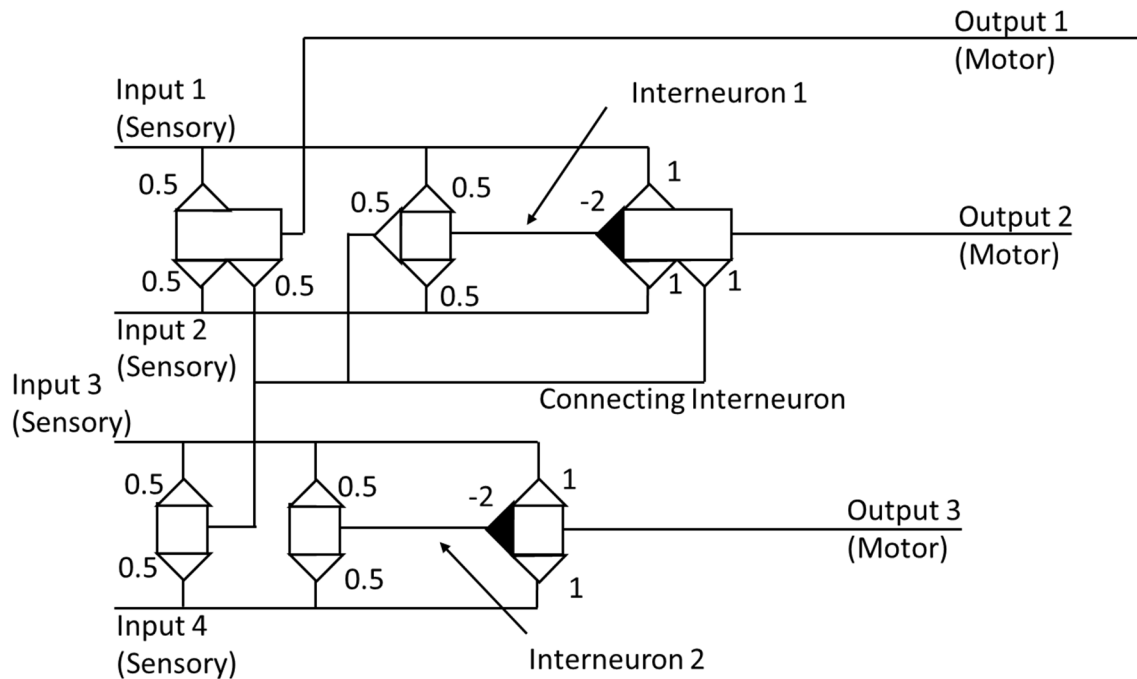 Output 1
(Motor)
Input 1
(Sensory)
Interneuron 1
0.5
0.5
1
0.5
-2
Output 2
(Motor)
0.5
0.5
0.5
1
1
Input 2
(Sensory)
Input 3
(Sensory)
Connecting Interneuron
0.5
0.5
-2
1
Output 3
(Motor)
0.5
0.5
1
Input 4
(Sensory)
Interneuron 2